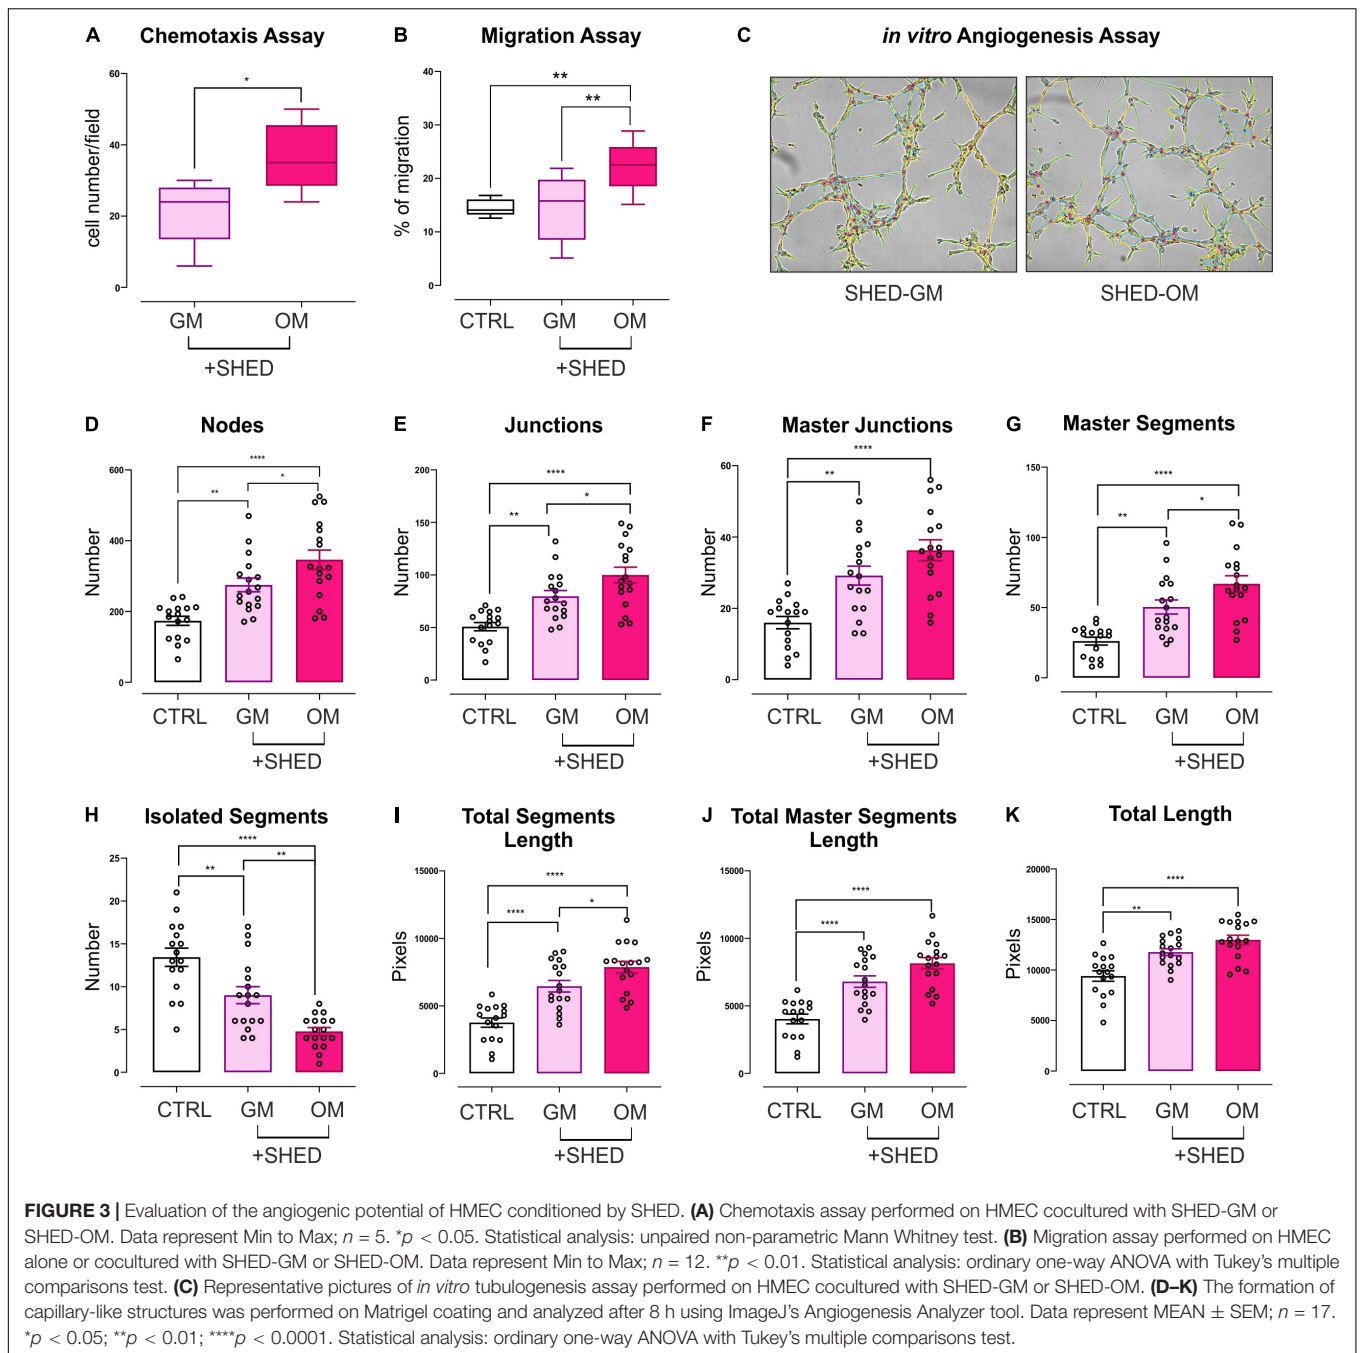 A Chemotaxis Assay
cell number/field
60
40
20
0
*
GM OM
+SHED
B Migration Assay
% of migration
40
30
20
10
0
**
**
CTRL GM OM
+SHED
C in vitro Angiogenesis Assay
SHED-GM SHED-OM
D Nodes
Number
600
400
200
0
****
*
**
CTRL GM OM
+SHED
E Junctions
Number
200
150
100
50
0
****
*
**
CTRL GM OM
+SHED
F Master Junctions
Number
60
40
20
0
****
**
CTRL GM OM
+SHED
G Master Segments
Number
150
100
50
0
****
*
**
CTRL GM OM
+SHED
H Isolated Segments
Number
25
20
15
10
5
0
****
**
**
CTRL GM OM
+SHED
I Total Segments
Length
Pixels
15000
10000
5000
0
****
*
****
CTRL GM OM
+SHED
J Total Master Segments
Length
Pixels
15000
10000
5000
0
****
****
CTRL GM OM
+SHED
K Total Length
Pixels
20000
15000
10000
5000
0
****
**
CTRL GM OM
+SHED
FIGURE 3 | Evaluation of the angiogenic potential of HMEC conditioned by SHED. (A) Chemotaxis assay performed on HMEC cocultured with SHED-GM or
SHED-OM. Data represent Min to Max; n = 5. *p < 0.05. Statistical analysis: unpaired non-parametric Mann Whitney test. (B) Migration assay performed on HMEC
alone or cocultured with SHED-GM or SHED-OM. Data represent Min to Max; n = 12. **p < 0.01. Statistical analysis: ordinary one-way ANOVA with Tukey's multiple
comparisons test. (C) Representative pictures of in vitro tubulogenesis assay performed on HMEC cocultured with SHED-GM or SHED-OM. (D–K) The formation of
capillary-like structures was performed on Matrigel coating and analyzed after 8 h using ImageJ's Angiogenesis Analyzer tool. Data represent MEAN ± SEM; n = 17.
*p < 0.05; **p < 0.01; ****p < 0.0001. Statistical analysis: ordinary one-way ANOVA with Tukey's multiple comparisons test.